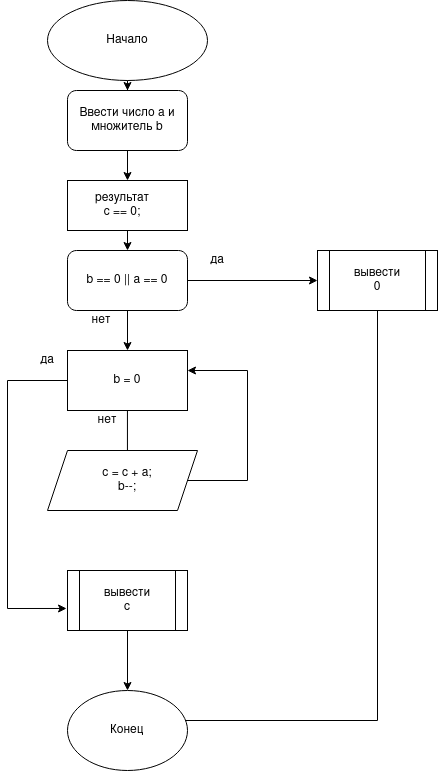 Начало
Ввести число a и
множитель b
результат
c == 0;
b == 0 || a == 0
да
вывести
0
нет
да
b = 0
нет
c = c + a;
b--;
вывести
c
Конец